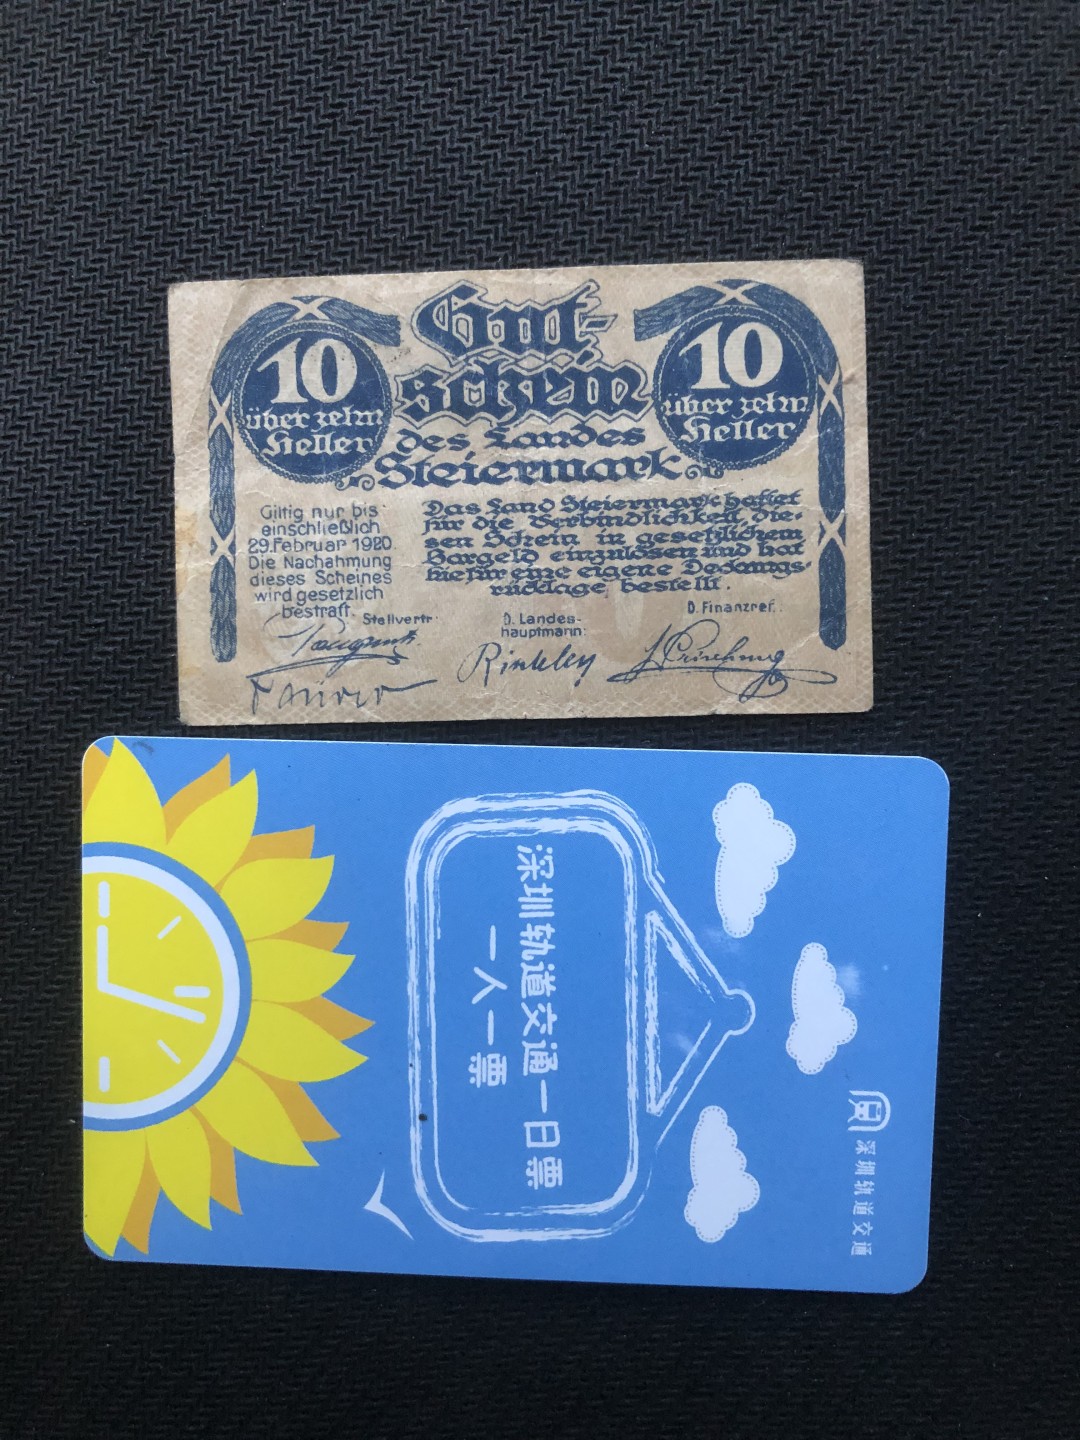 Gut-
schein
des Landes
Steiermark
10
über zehn
Heller
10
über zehn
Heller
Giltig nur bis
einschließlich
29.Februar 1920.
Die Nachahmung
dieses Scheines
wird gesetzlich
bestraft.
Das Land Steiermark haftet
für die Verbindlichkeit, die-
sen Schein in gesetzlichem
Bargeld einzulösen und hat
hiefür eine eigene Deckungs-
rücklage bestellt.
Stellvertr:
D. Landes-
hauptmann:
D. Finanzref.:
Rintelen
深圳轨道交通一日票
一人一票
深圳轨道交通